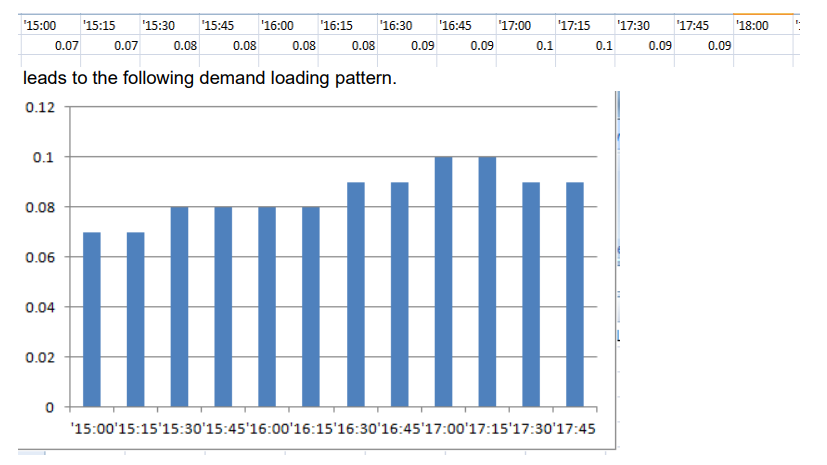 '15:00 '15:15 '15:30 '15:45 '16:00 '16:15 '16:30 '16:45 '17:00 '17:15 '17:30 '17:45 '18:00
0.07 0.07 0.08 0.08 0.08 0.08 0.09 0.09 0.1 0.1 0.09 0.09
leads to the following demand loading pattern.
0.12
0.1
0.08
0.06
0.04
0.02
0
'15:00'15:15'15:30'15:45'16:00'16:15'16:30'16:45'17:00'17:15'17:30'17:45